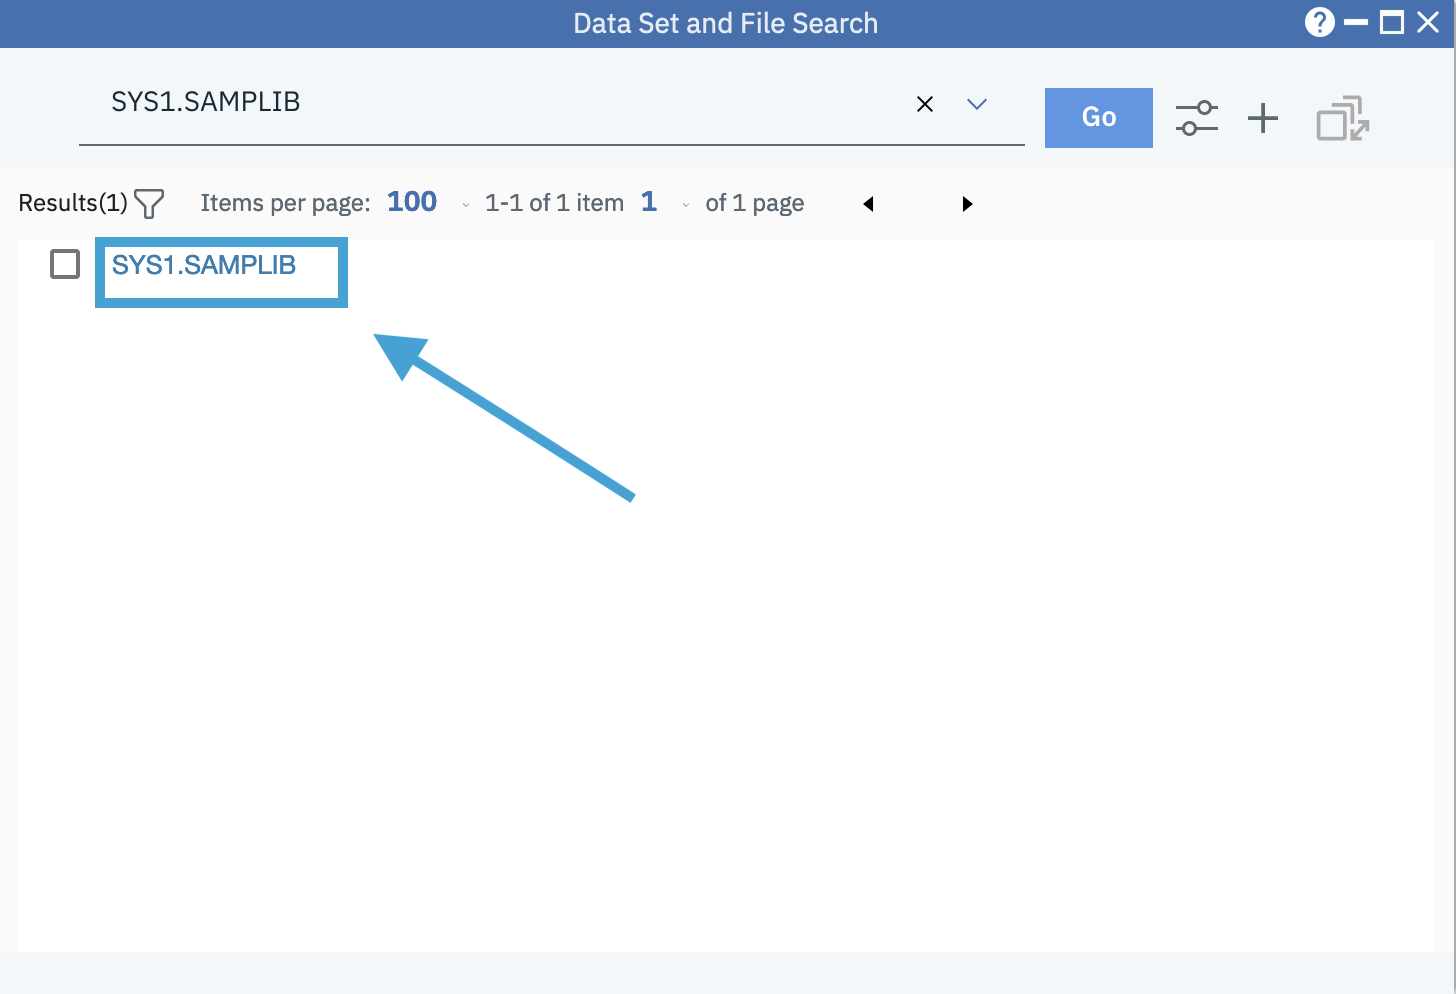 Data Set and File Search
?
SYS1.SAMPLIB
Go
Results(1) Items per page: 100 1-1 of 1 item 1 of 1 page
SYS1.SAMPLIB